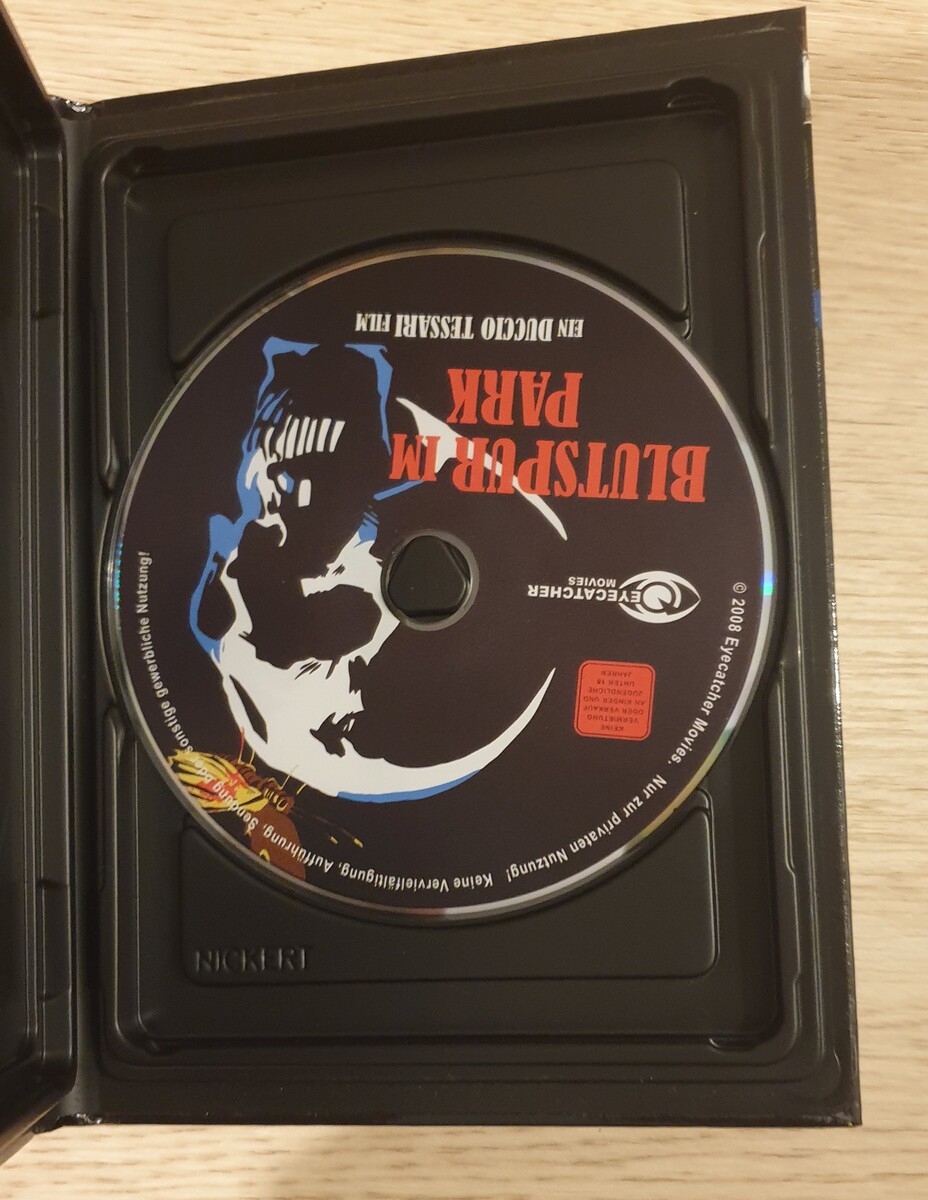 EIN DUCCIO TESSARI FILM
BLUTSPUR IM
PARK
EYECATCHER
MOVIES
KEINE
VERMIETUNG
ODER VERKAUF
AN KINDER UND
JUGENDLICHE
UNTER 18
JAHREN
© 2008 Eyecatcher Movies. Nur zur privaten Nutzung! Keine Vervielfältigung, Aufführung, Sendung oder sonstige gewerbliche Nutzung!
NICKERT